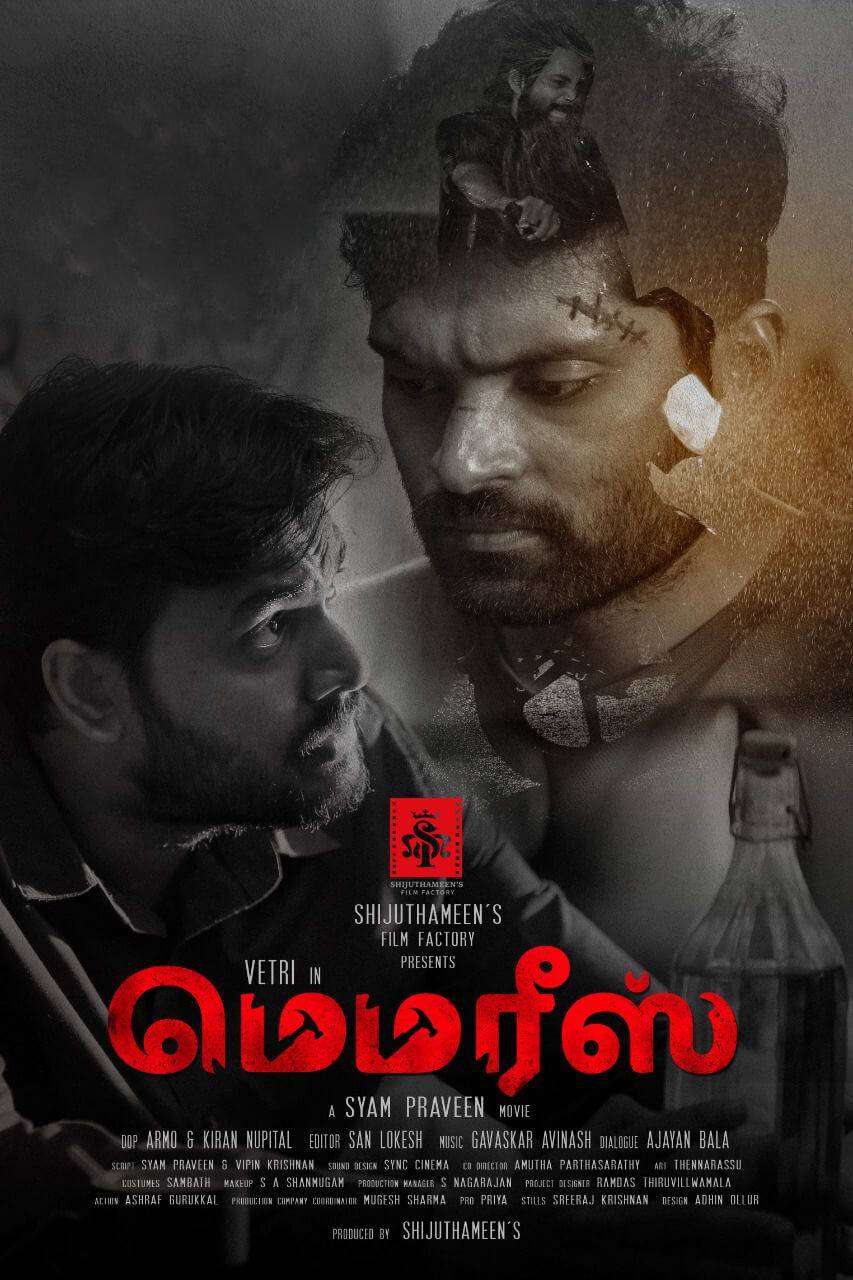 SHIJUTHAMEEN'S
FILM FACTORY
SHIJUTHAMEEN'S
FILM FACTORY
PRESENTS
VETRI IN
மெமரீஸ்
A SYAM PRAVEEN MOVIE
DOP ARMO & KIRAN NUPITAL EDITOR SAN LOKESH MUSIC GAVASKAR AVINASH DIALOGUE AJAYAN BALA
SCRIPT SYAM PRAVEEN & VIPIN KRISHNAN SOUND DESIGN SYNC CINEMA CO DIRECTOR AMUTHA PARTHASARATHY ART THENNARASSU
COSTUMES SAMBATH MAKEUP S A SHANMUGAM PRODUCTION MANAGER S NAGARAJAN PROJECT DESIGNER RAMDAS THIRUVILLWAMALA
ACTION ASHRAF GURUKKAL PRODUCTION COMPANY COORDINATOR MUGESH SHARMA PRO PRIYA STILLS SREERAJ KRISHNAN DESIGN ADHIN OLLUR
PRODUCED BY SHIJUTHAMEEN'S